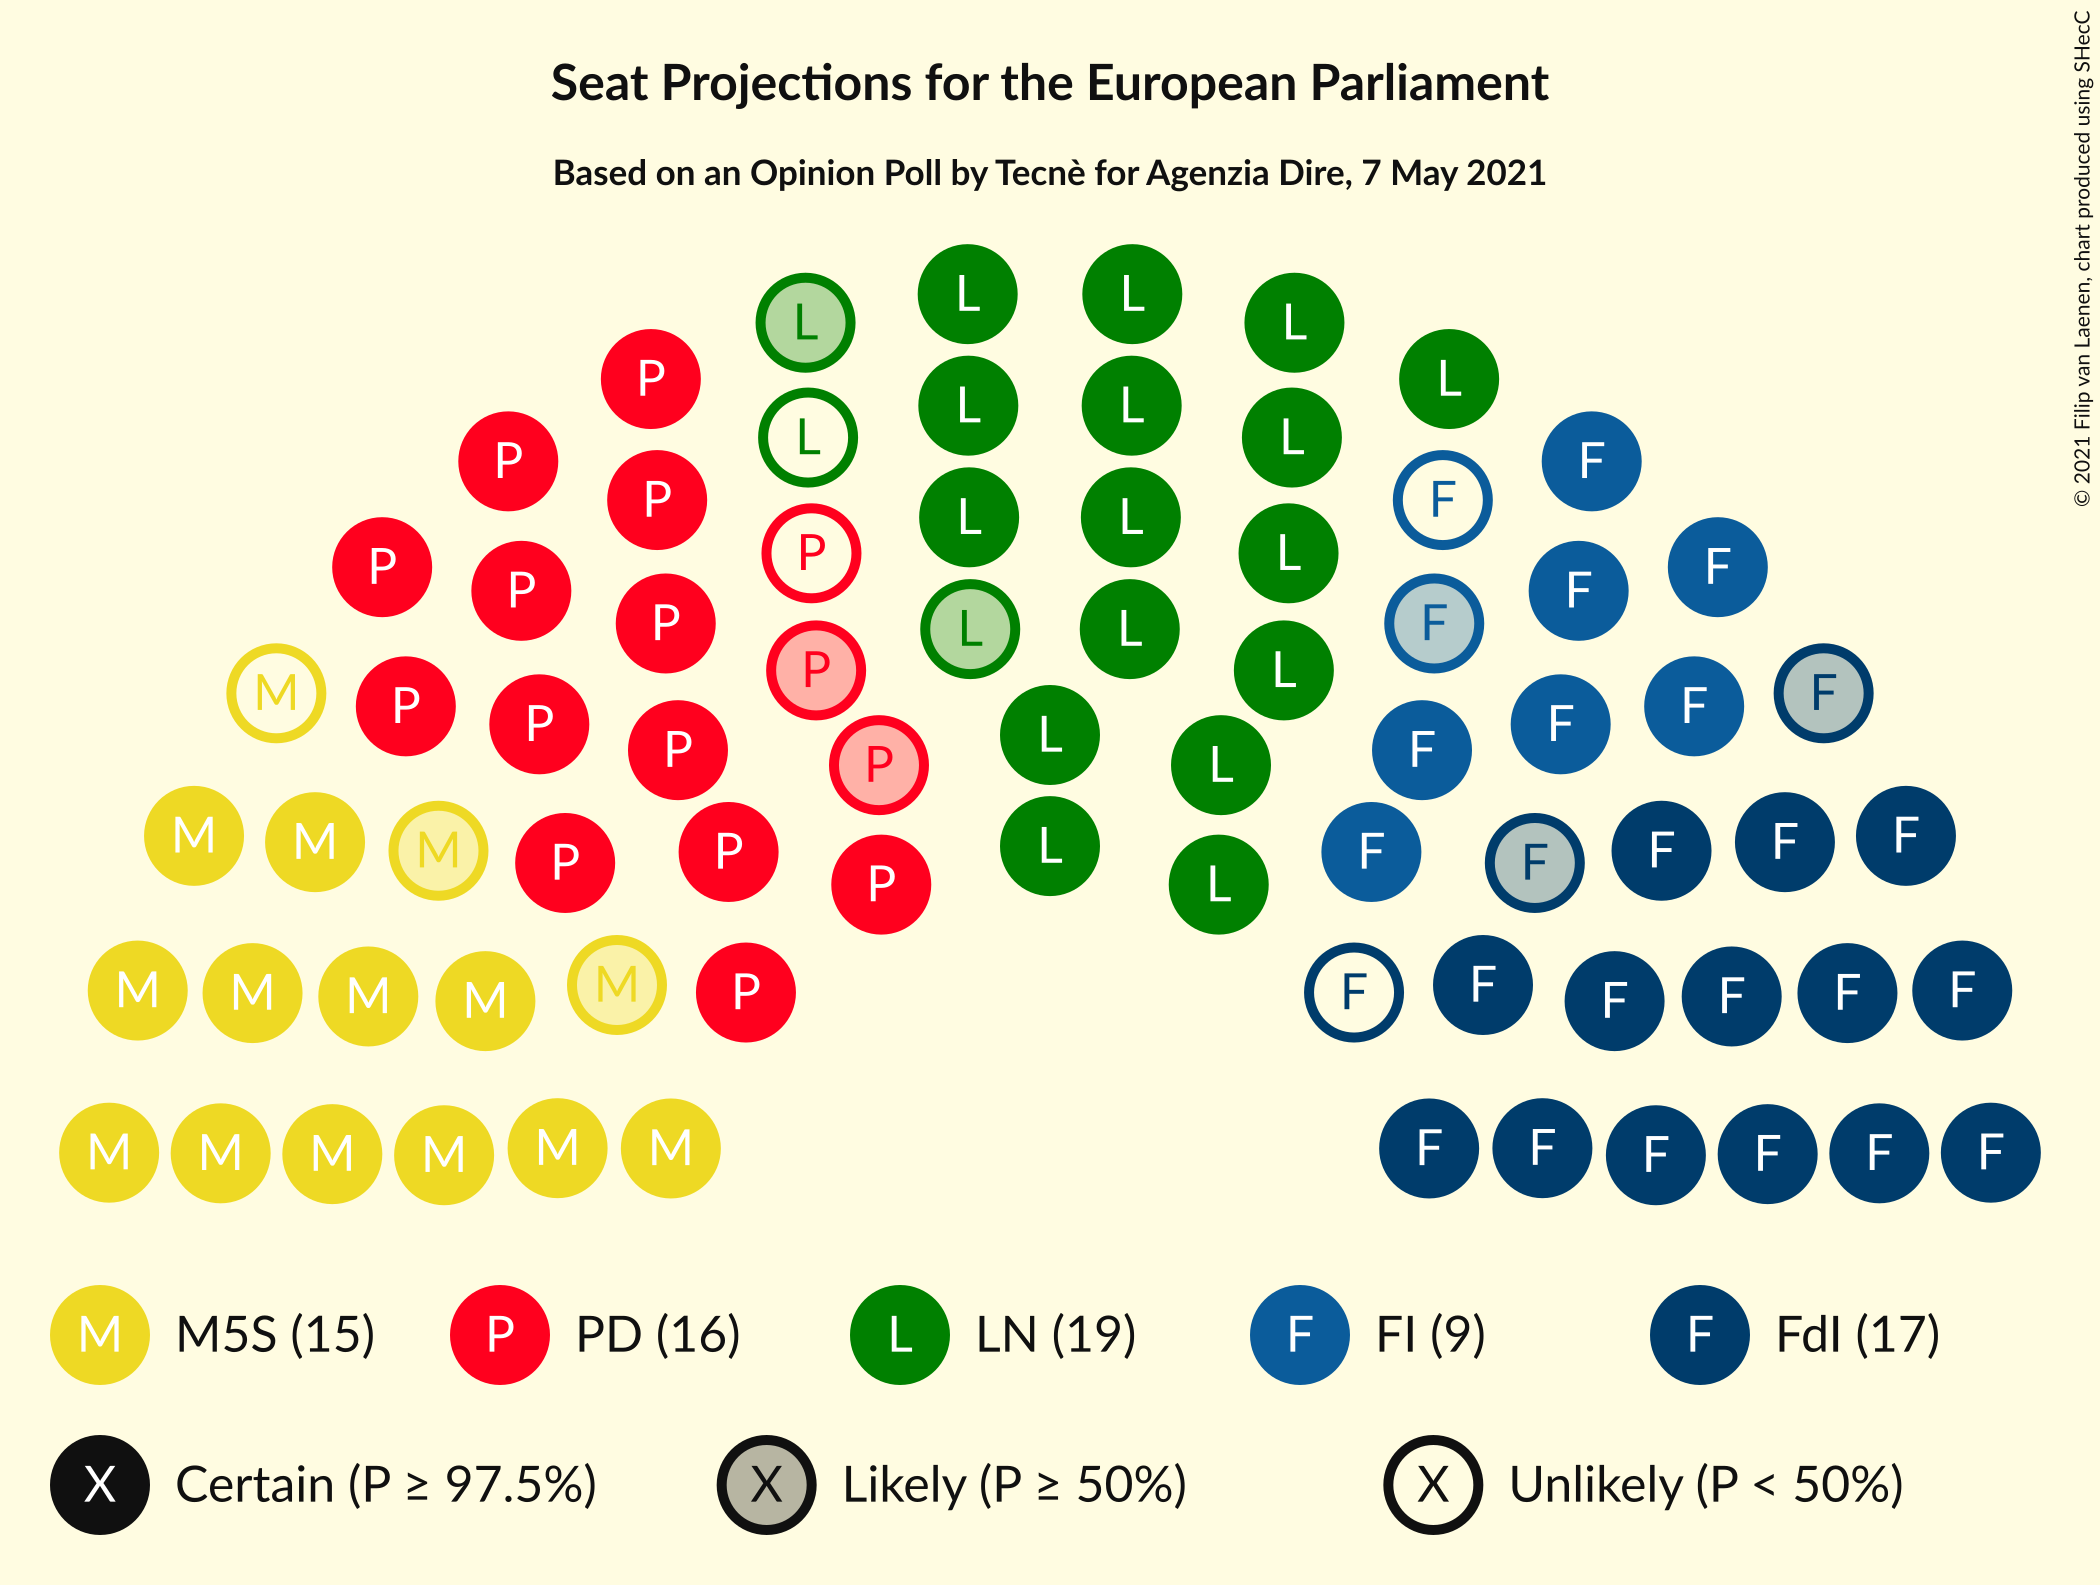 Seat Projections for the European Parliament
Based on an Opinion Poll by Tecnè for Agenzia Dire, 7 May 2021
© 2021 Filip van Laenen, chart produced using SHecC
L L L L
P L
L L L L
P F F
P F P L L P L
P F P F
P L L L L
M P P P P L F F F F
P L L F
M M M P P L L F F F F F
P L
M M M M M P F F F F F F
M M M M M M F F F F F F
M M5S (15) P PD (16) L LN (19) F FI (9) F FdI (17)
X Certain (P ≥ 97.5%) X Likely (P ≥ 50%) X Unlikely (P < 50%)